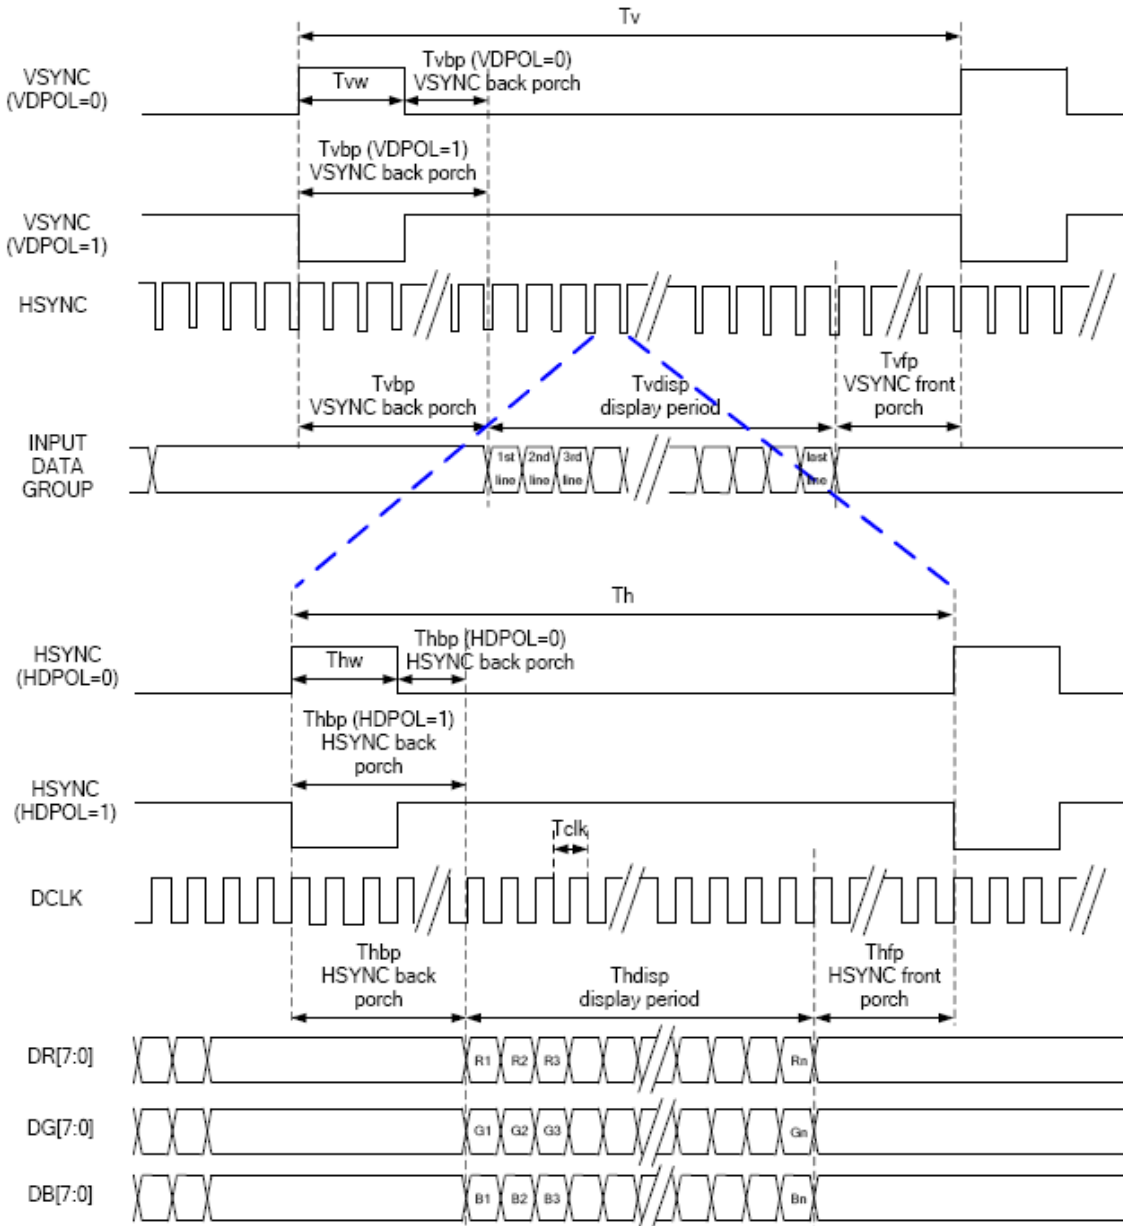 Tv
VSYNC
(VDPOL=0)
Tvw
Tvbp (VDPOL=0)
VSYNC back porch
Tvbp (VDPOL=1)
VSYNC back porch
VSYNC
(VDPOL=1)
HSYNC
Tvbp
VSYNC back porch
Tvdisp
display period
Tvfp
VSYNC front
porch
INPUT
DATA
GROUP
1st
line
2nd
line
3rd
line
last
line
Th
HSYNC
(HDPOL=0)
Thw
Thbp (HDPOL=0)
HSYNC back porch
Thbp (HDPOL=1)
HSYNC back
porch
HSYNC
(HDPOL=1)
Tclk
DCLK
Thbp
HSYNC back
porch
Thdisp
display period
Thfp
HSYNC front
porch
DR[7:0]
R1 R2 R3 Rn
DG[7:0]
G1 G2 G3 Gn
DB[7:0]
B1 B2 B3 Bn